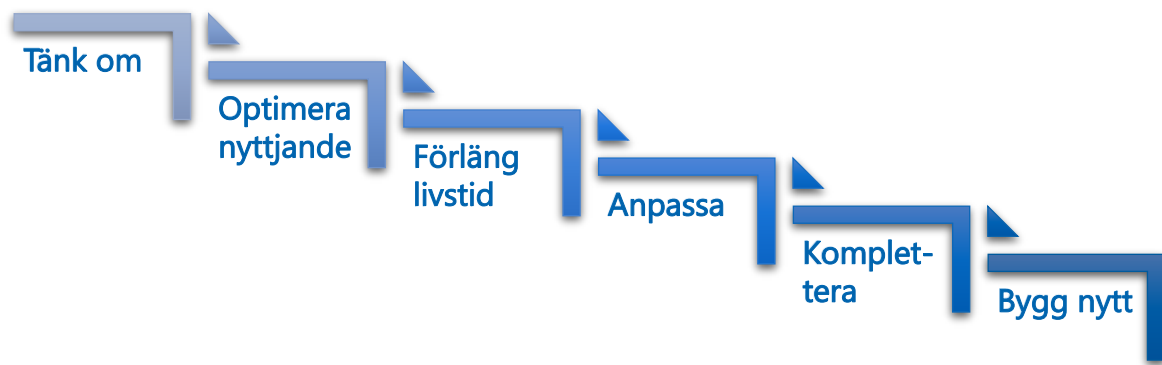 Tänk om
Optimera
nyttjande
Förläng
livstid
Anpassa
Komplet-
tera
Bygg nytt